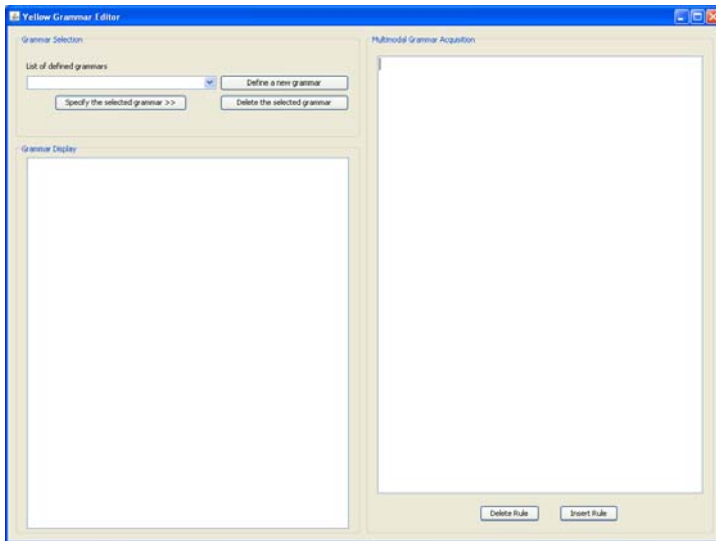 Yellow Grammar Editor
Grammar Selection
List of defined grammars
Define a new grammar
Specify the selected grammar >>
Delete the selected grammar
Grammar Display
Multimodal Grammar Acquisition
Delete Rule
Insert Rule